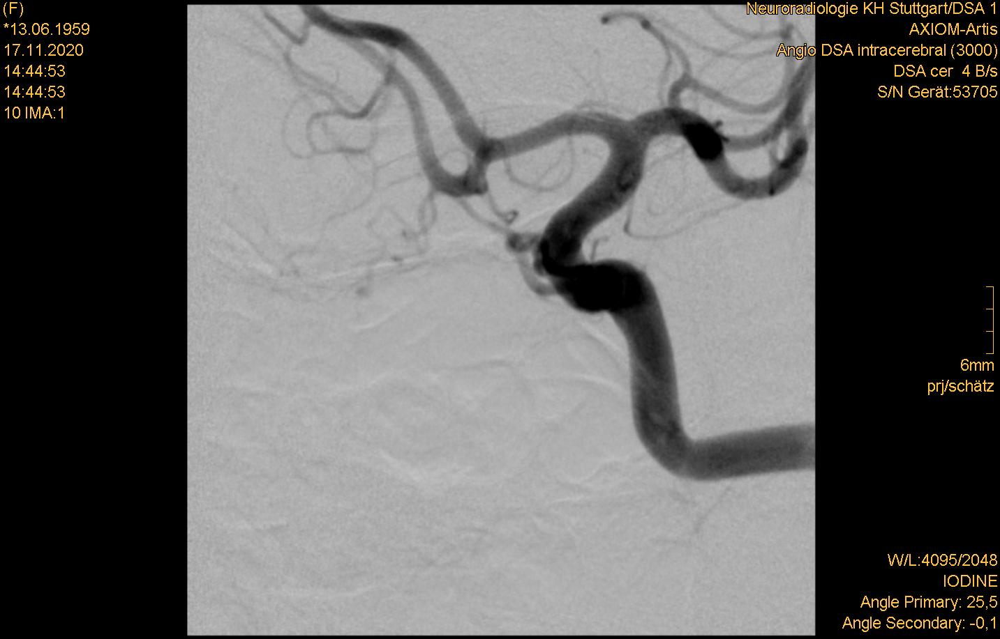 (F)
*13.06.1959
17.11.2020
14:44:53
14:44:53
10 IMA:1
Neuroradiologie KH Stuttgart/DSA 1
AXIOM-Artis
Angio DSA intracerebral (3000)
DSA cer 4 B/s
S/N Gerät:53705
6mm
prj/schätz
W/L:4095/2048
IODINE
Angle Primary: 25,5
Angle Secondary: -0,1